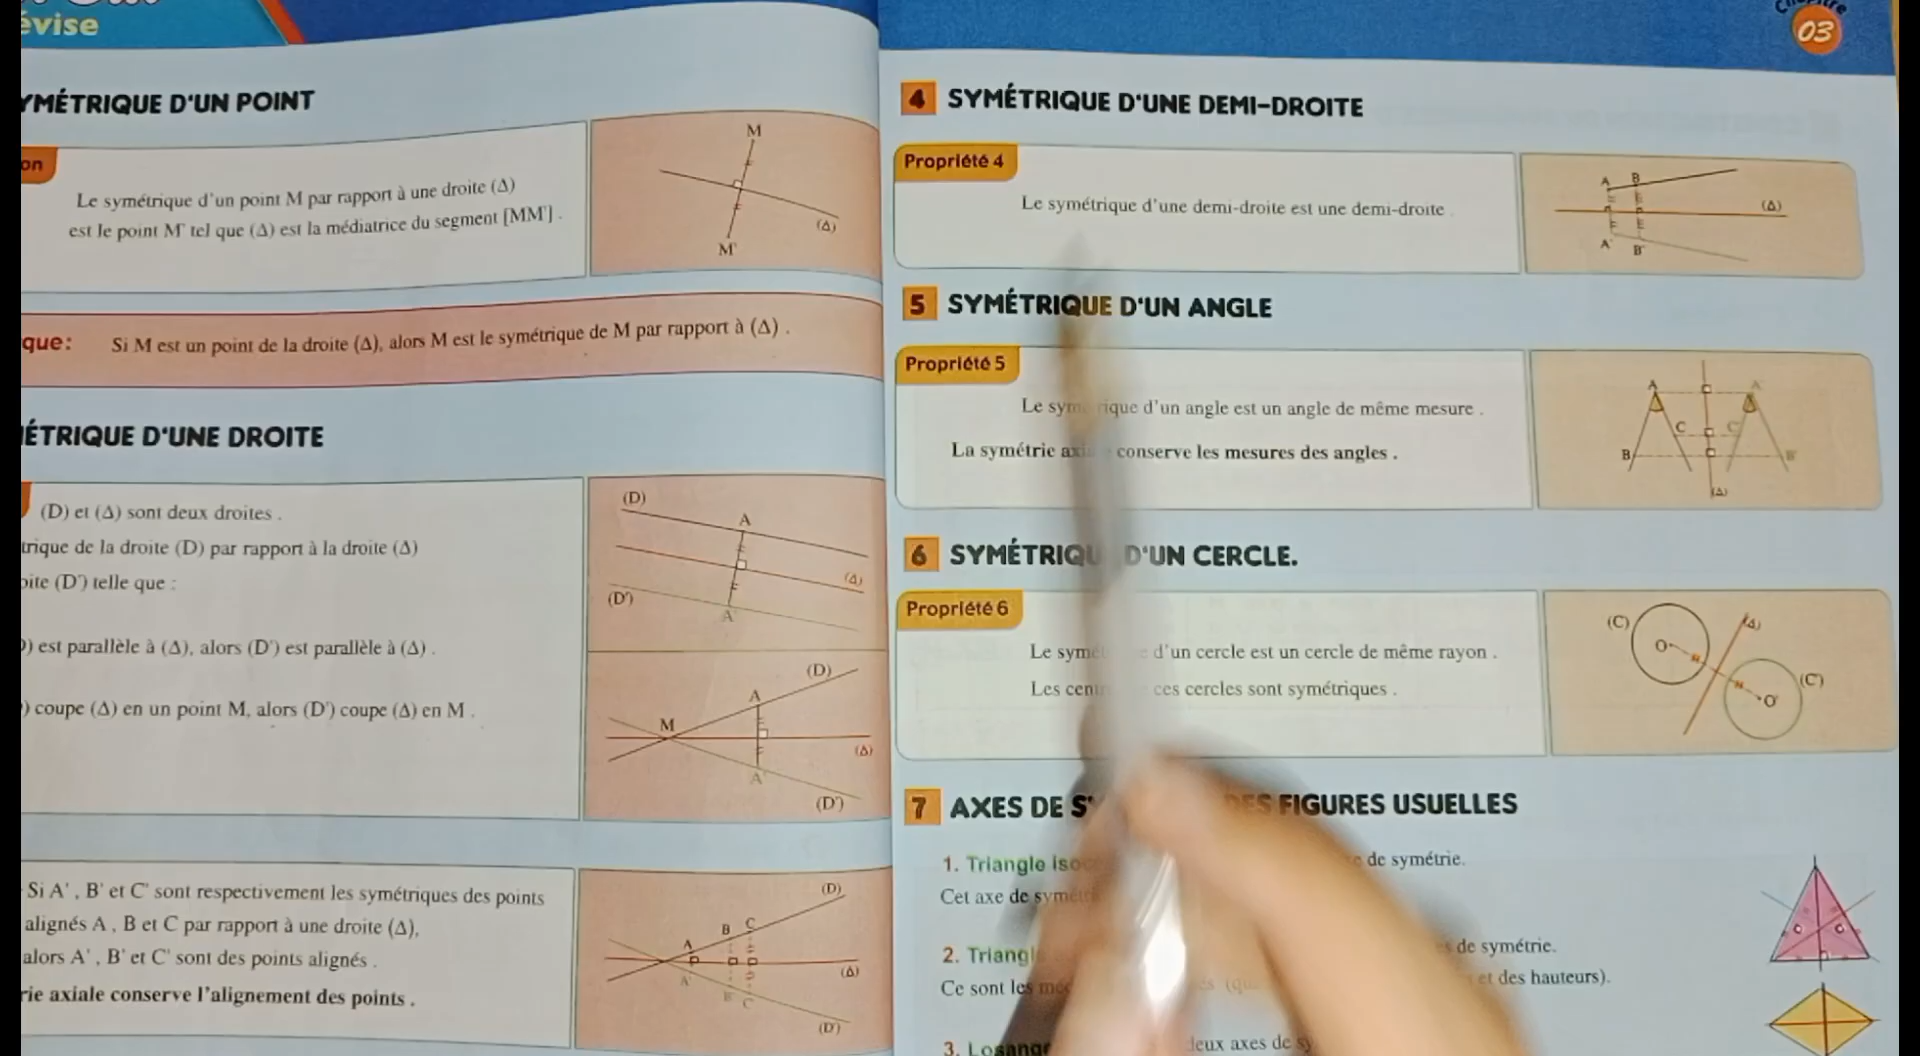 évise
YMÉTRIQUE D'UN POINT
on
Le symétrique d'un point M par rapport à une droite (Δ)
est le point M' tel que (Δ) est la médiatrice du segment [MM'] .
M
(Δ)
M'
que: Si M est un point de la droite (Δ), alors M est le symétrique de M par rapport à (Δ) .
ÉTRIQUE D'UNE DROITE
(D) et (Δ) sont deux droites .
trique de la droite (D) par rapport à la droite (Δ)
oite (D') telle que :
) est parallèle à (Δ), alors (D') est parallèle à (Δ) .
) coupe (Δ) en un point M, alors (D') coupe (Δ) en M .
(D)
A
(Δ)
(D')
A'
(D)
A
M
(Δ)
A'
(D')
Si A' , B' et C' sont respectivement les symétriques des points
alignés A , B et C par rapport à une droite (Δ),
alors A' , B' et C' sont des points alignés .
rie axiale conserve l'alignement des points .
(D)
B C
A
(Δ)
A'
B' C'
(D')
Chapitre
03
4 SYMÉTRIQUE D'UNE DEMI-DROITE
Propriété 4
Le symétrique d'une demi-droite est une demi-droite
A B
(Δ)
A' B'
5 SYMÉTRIQUE D'UN ANGLE
Propriété 5
Le sym rique d'un angle est un angle de même mesure .
La symétrie axi conserve les mesures des angles .
A A'
C C'
B B'
(Δ)
6 SYMÉTRIQU D'UN CERCLE.
Propriété 6
Le symé d'un cercle est un cercle de même rayon .
Les cent ces cercles sont symétriques .
(C)
(Δ)
O
(C')
O'
7 AXES DE S DES FIGURES USUELLES
1. Triangle iso de symétrie.
Cet axe de symét
2. Triangl de symétrie.
Ce sont les mé et des hauteurs).
3. Losange deux axes de sy